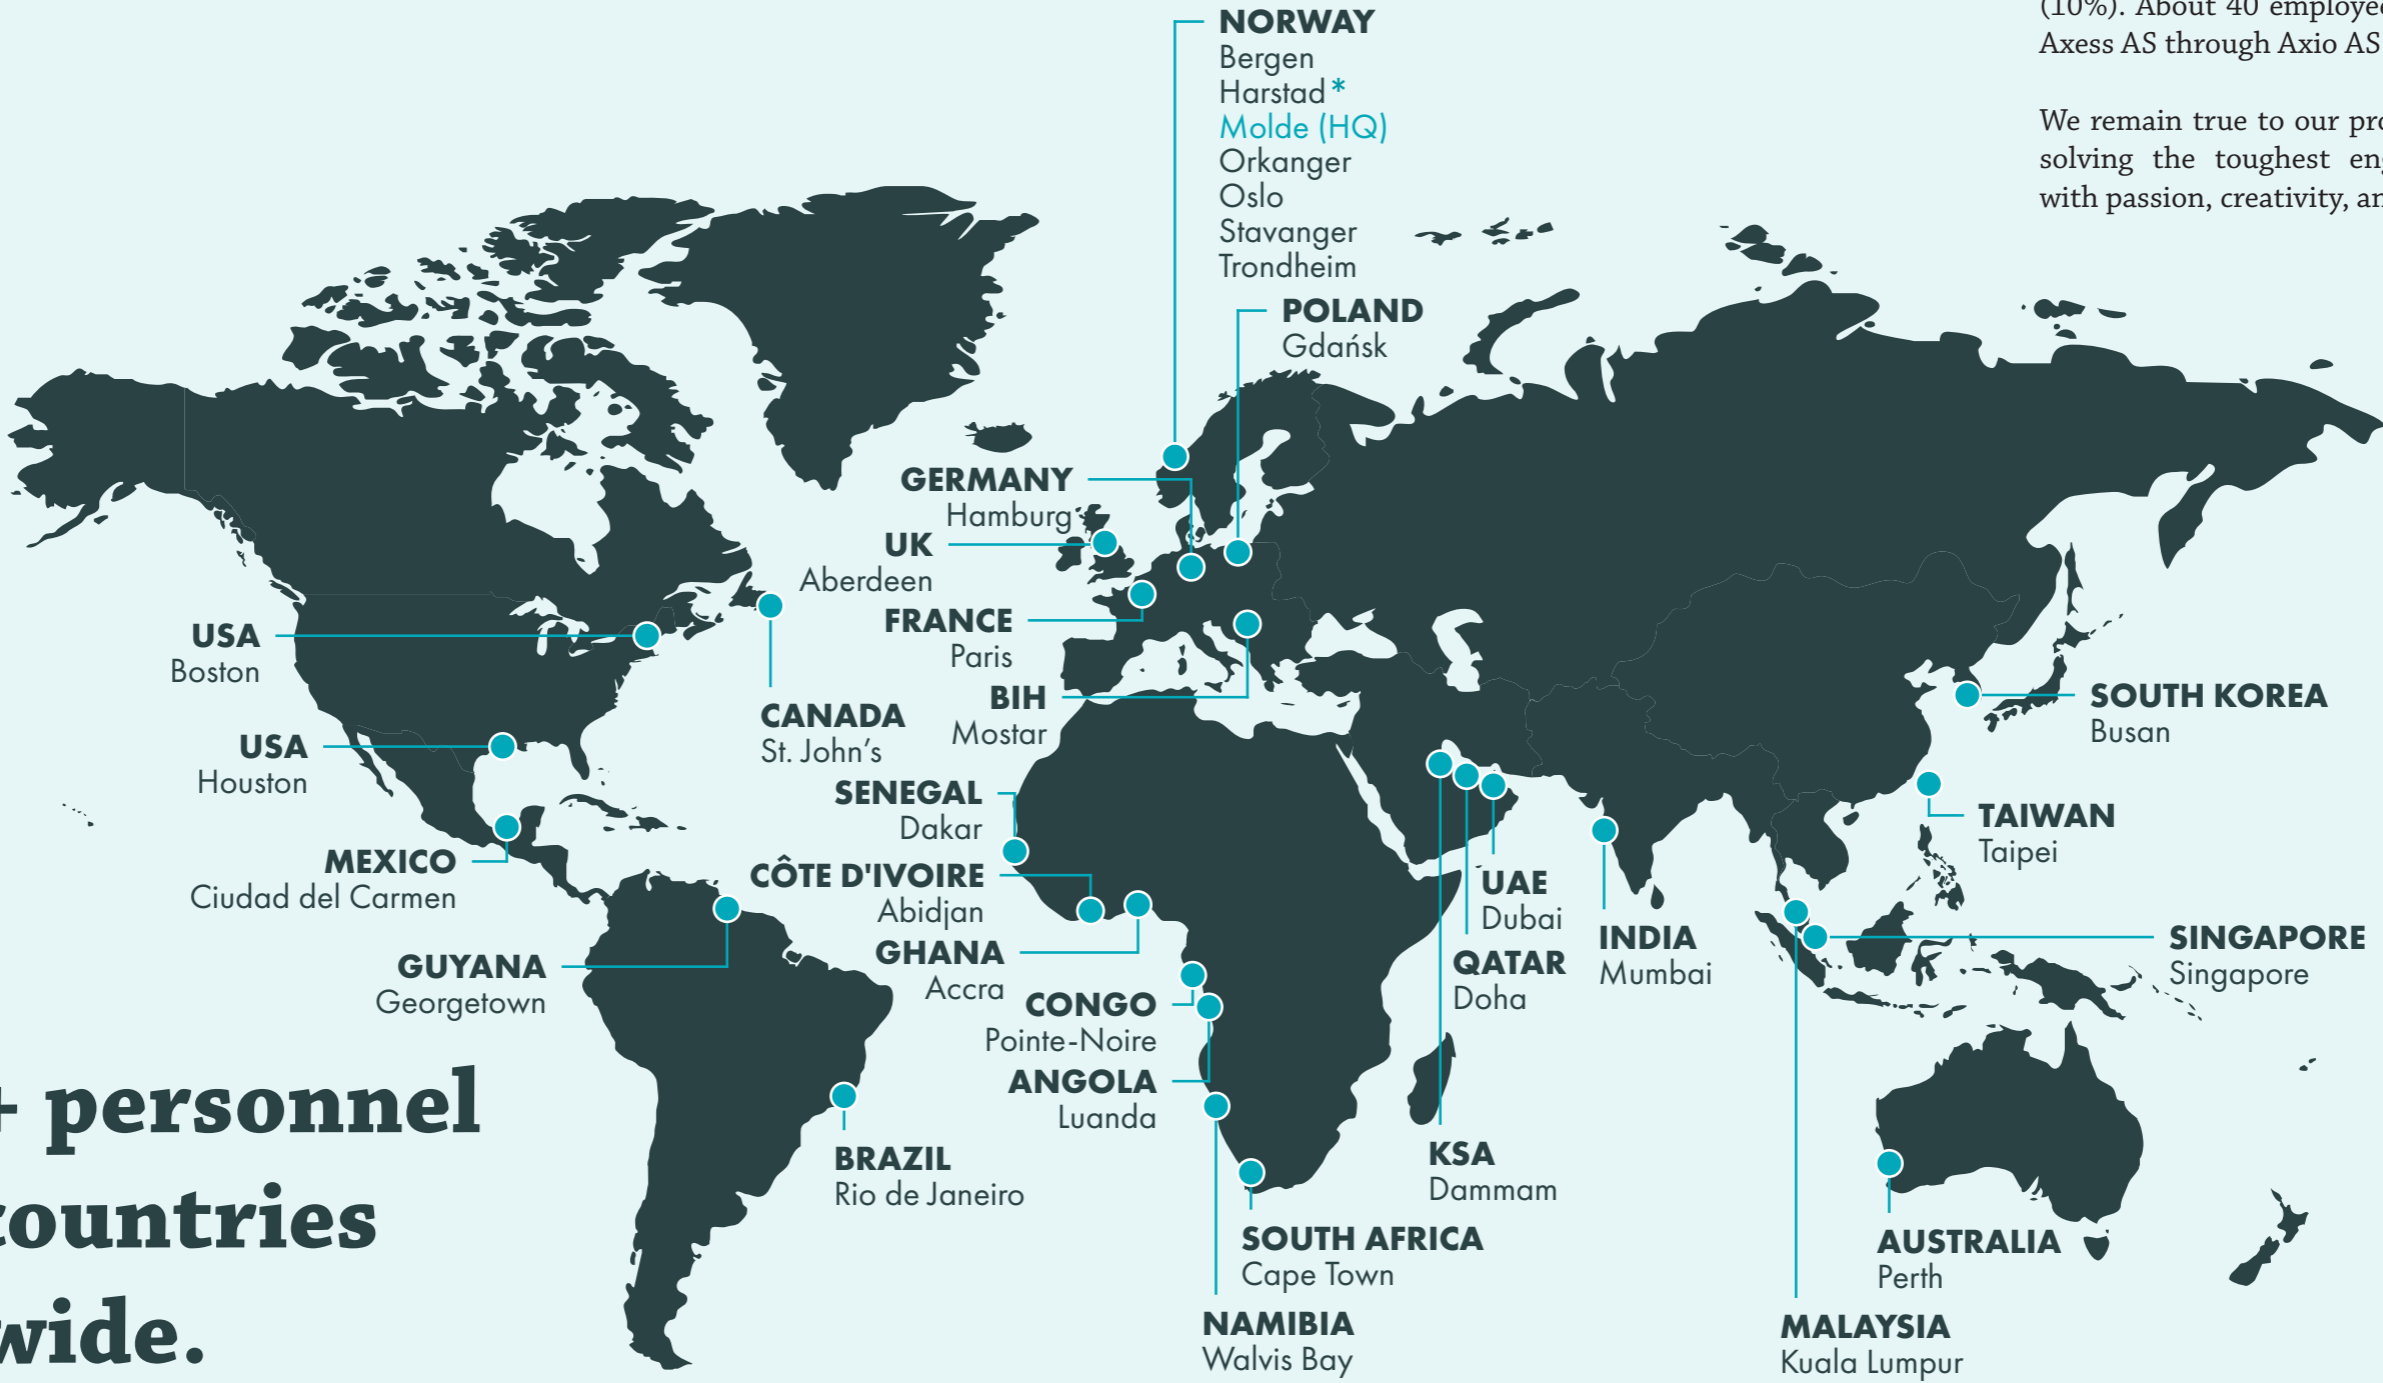 (10%). About 40
Axess AS through Axio AS
We remain true to our
solving the toughest
with passion, creativity,
NORWAY
Bergen
Harstad*
Molde (HQ)
Orkanger
Oslo
Stavanger
Trondheim
POLAND
Gdańsk
GERMANY
Hamburg
UK
Aberdeen
FRANCE
Paris
BIH
Mostar
USA
Boston
CANADA
St. John's
USA
Houston
MEXICO
Ciudad del Carmen
GUYANA
Georgetown
BRAZIL
Rio de Janeiro
SENEGAL
Dakar
CÔTE D'IVOIRE
Abidjan
GHANA
Accra
CONGO
Pointe-Noire
ANGOLA
Luanda
NAMIBIA
Walvis Bay
SOUTH AFRICA
Cape Town
KSA
Dammam
QATAR
Doha
UAE
Dubai
INDIA
Mumbai
SOUTH KOREA
Busan
TAIWAN
Taipei
SINGAPORE
Singapore
MALAYSIA
Kuala Lumpur
AUSTRALIA
Perth
+ personnel
countries
wide.